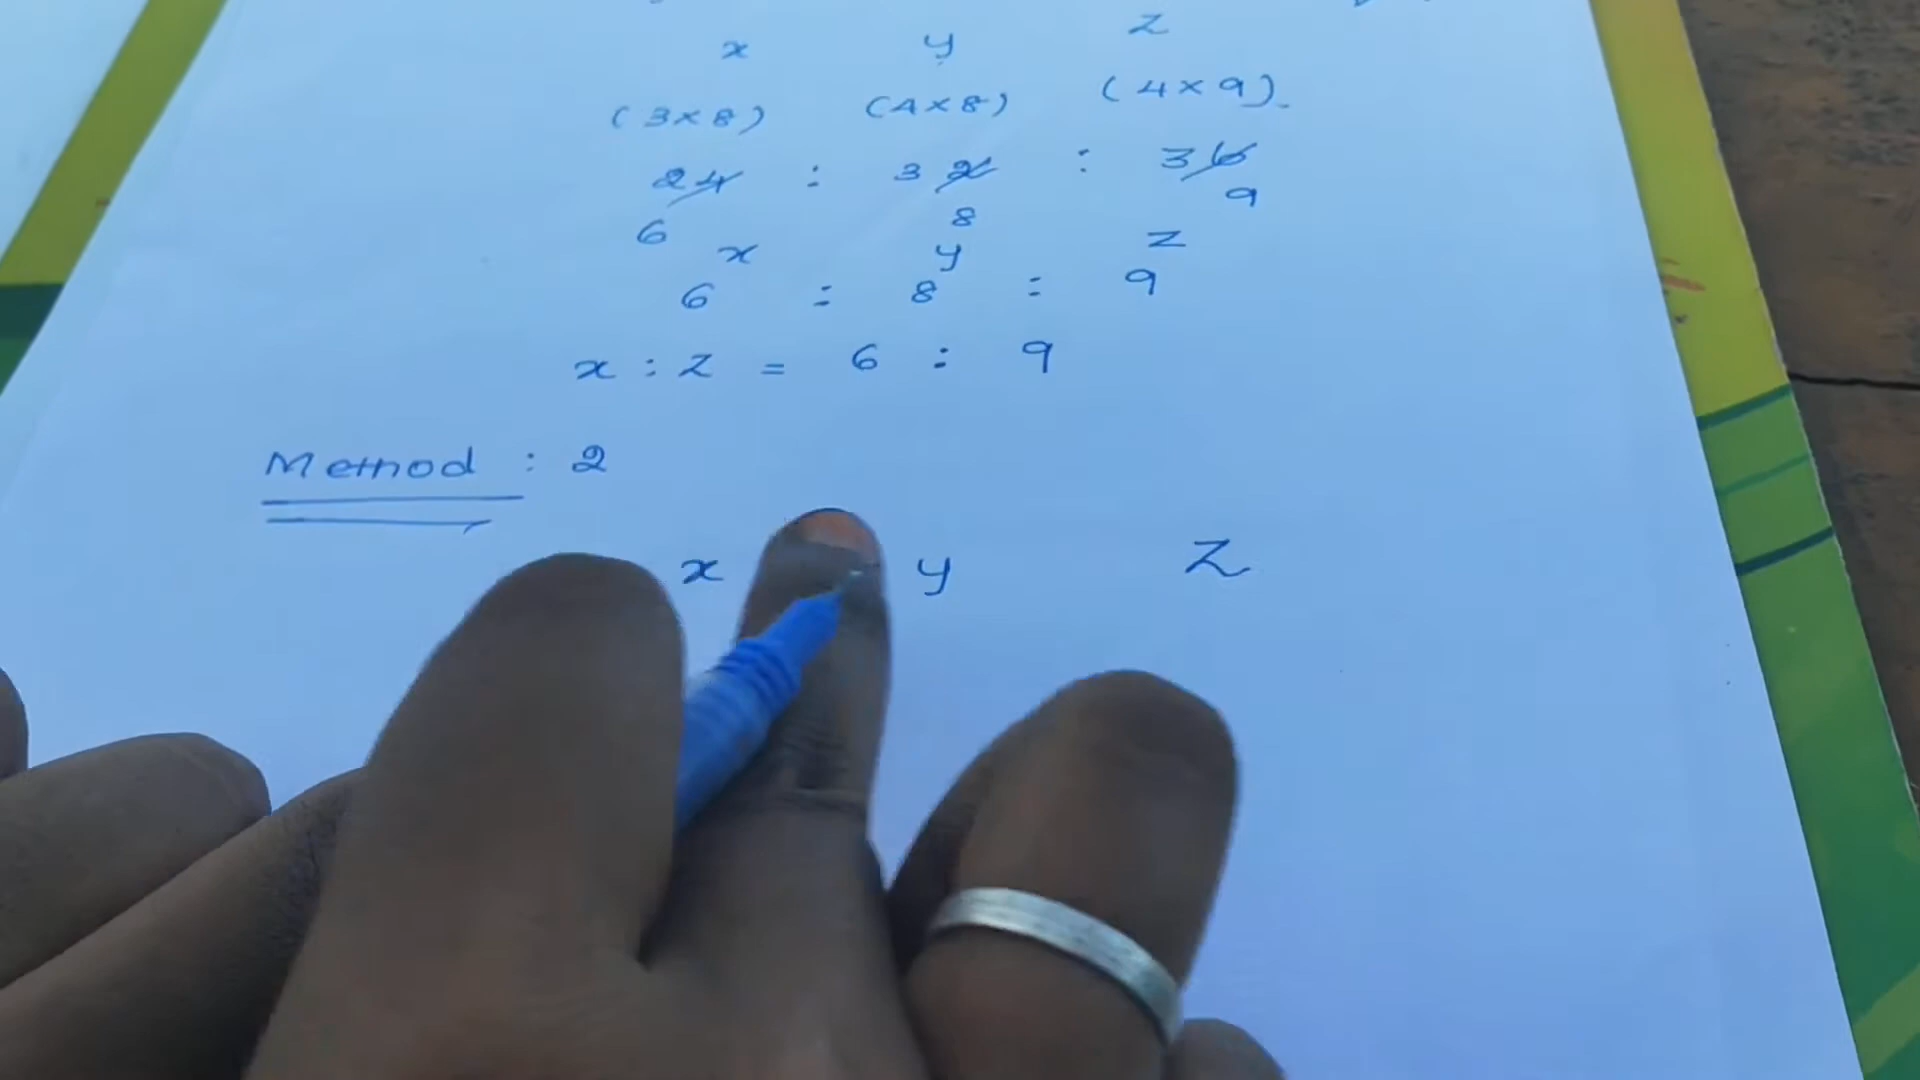 x y z
(3×8) (4×8) (4×9)
24 : 32 : 36
6 8 9
x y z
6 : 8 : 9
x : z = 6 : 9
Method : 2
x y z